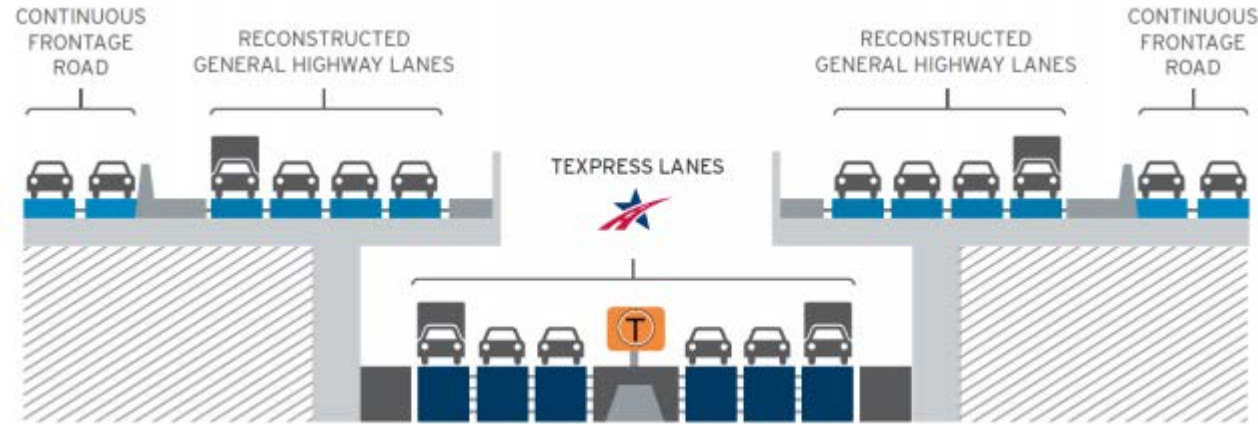 CONTINUOUS
FRONTAGE
ROAD
RECONSTRUCTED
GENERAL HIGHWAY LANES
TEXPRESS LANES
RECONSTRUCTED
GENERAL HIGHWAY LANES
CONTINUOUS
FRONTAGE
ROAD
T